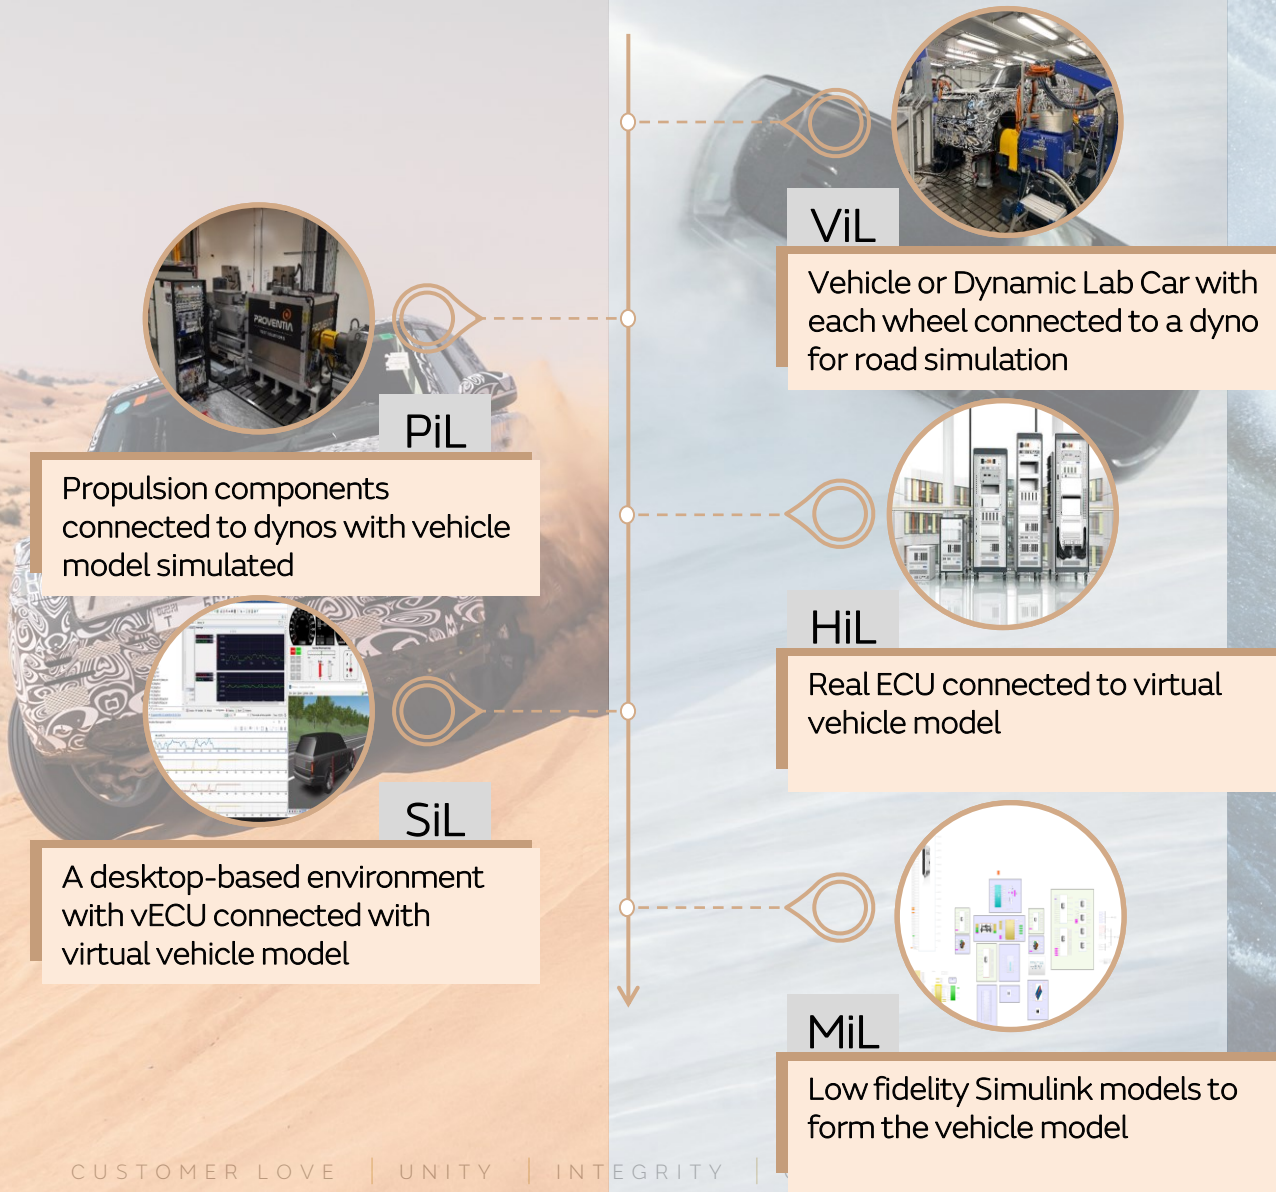 ViL
Vehicle or Dynamic Lab Car with
each wheel connected to a dyno
for road simulation
PROVENTIA
PiL
Propulsion components
connected to dynos with vehicle
model simulated
HiL
Real ECU connected to virtual
vehicle model
SiL
A desktop-based environment
with vECU connected with
virtual vehicle model
MiL
Low fidelity Simulink models to
form the vehicle model
CUSTOMER LOVE | UNITY | INTEGRITY |